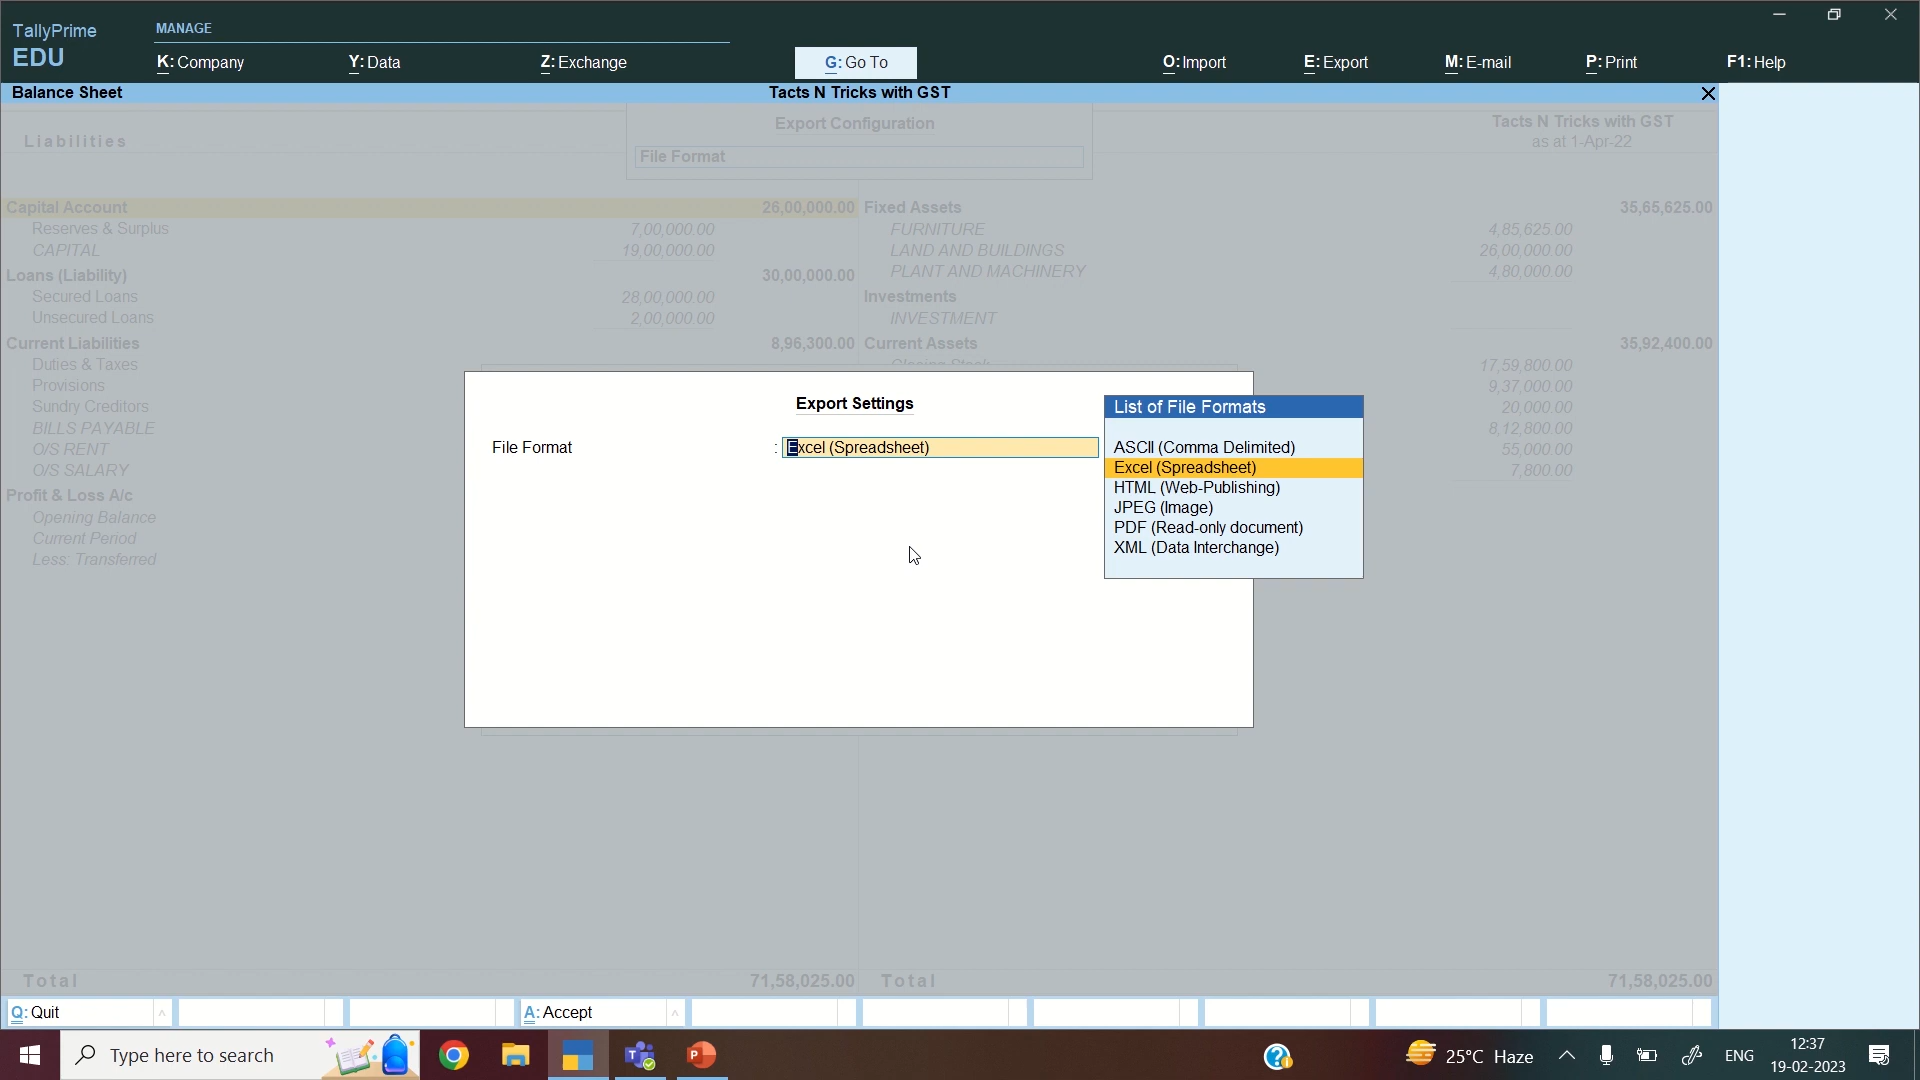 TallyPrime
EDU
MANAGE
K: Company
Y: Data
Z: Exchange
G: Go To
O: Import
E: Export
M: E-mail
P: Print
F1: Help
Balance Sheet
Tacts N Tricks with GST
Export Configuration
File Format
Liabilities
Tacts N Tricks with GST
as at 1-Apr-22
Capital Account 26,00,000.00
Reserves & Surplus 7,00,000.00
CAPITAL 19,00,000.00
Loans (Liability) 30,00,000.00
Secured Loans 28,00,000.00
Unsecured Loans 2,00,000.00
Current Liabilities 8,96,300.00
Duties & Taxes
Provisions
Sundry Creditors
BILLS PAYABLE
O/S RENT
O/S SALARY
Profit & Loss A/c
Opening Balance
Current Period
Less: Transferred
Fixed Assets 35,65,625.00
FURNITURE 4,85,625.00
LAND AND BUILDINGS 26,00,000.00
PLANT AND MACHINERY 4,80,000.00
Investments
INVESTMENT
Current Assets 35,92,400.00
Closing Stock 17,59,800.00
9,37,000.00
20,000.00
8,12,800.00
55,000.00
7,800.00
Export Settings
File Format : Excel (Spreadsheet)
List of File Formats
ASCII (Comma Delimited)
Excel (Spreadsheet)
HTML (Web-Publishing)
JPEG (Image)
PDF (Read-only document)
XML (Data Interchange)
Total 71,58,025.00
Total 71,58,025.00
Q: Quit
A: Accept
Type here to search
25°C Haze
ENG
12:37
19-02-2023